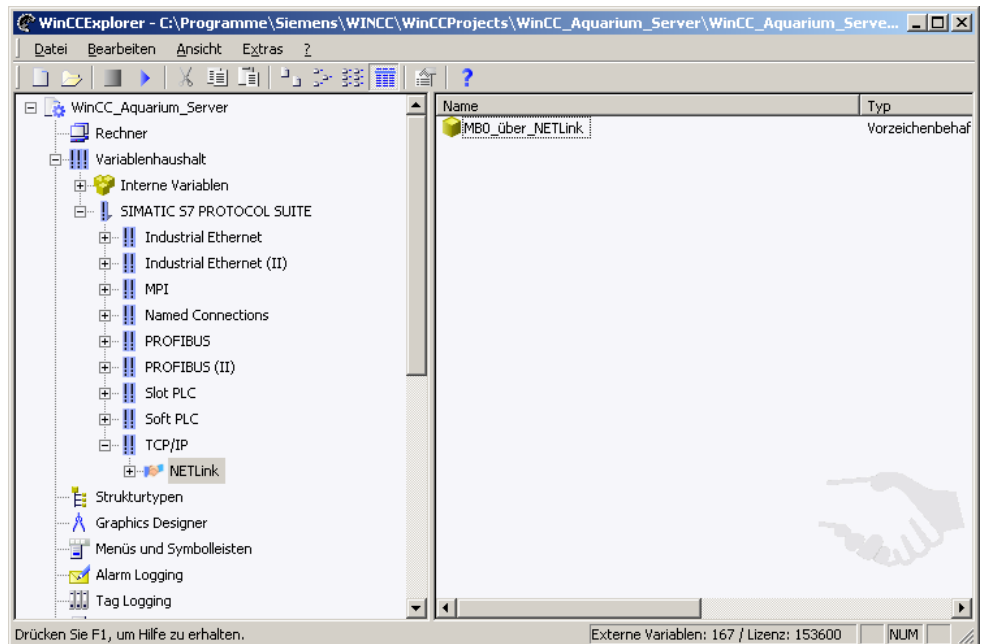 WinCCExplorer - C:\Programme\Siemens\WINCC\WinCCProjects\WinCC_Aquarium_Server\WinCC_Aquarium_Serve...
Datei Bearbeiten Ansicht Extras ?
WinCC_Aquarium_Server
Rechner
Variablenhaushalt
Interne Variablen
SIMATIC S7 PROTOCOL SUITE
Industrial Ethernet
Industrial Ethernet (II)
MPI
Named Connections
PROFIBUS
PROFIBUS (II)
Slot PLC
Soft PLC
TCP/IP
NETLink
Strukturtypen
Graphics Designer
Menüs und Symbolleisten
Alarm Logging
Tag Logging
Name Typ
MB0_über_NETLink Vorzeichenbehaf
Drücken Sie F1, um Hilfe zu erhalten. Externe Variablen: 167 / Lizenz: 153600 NUM